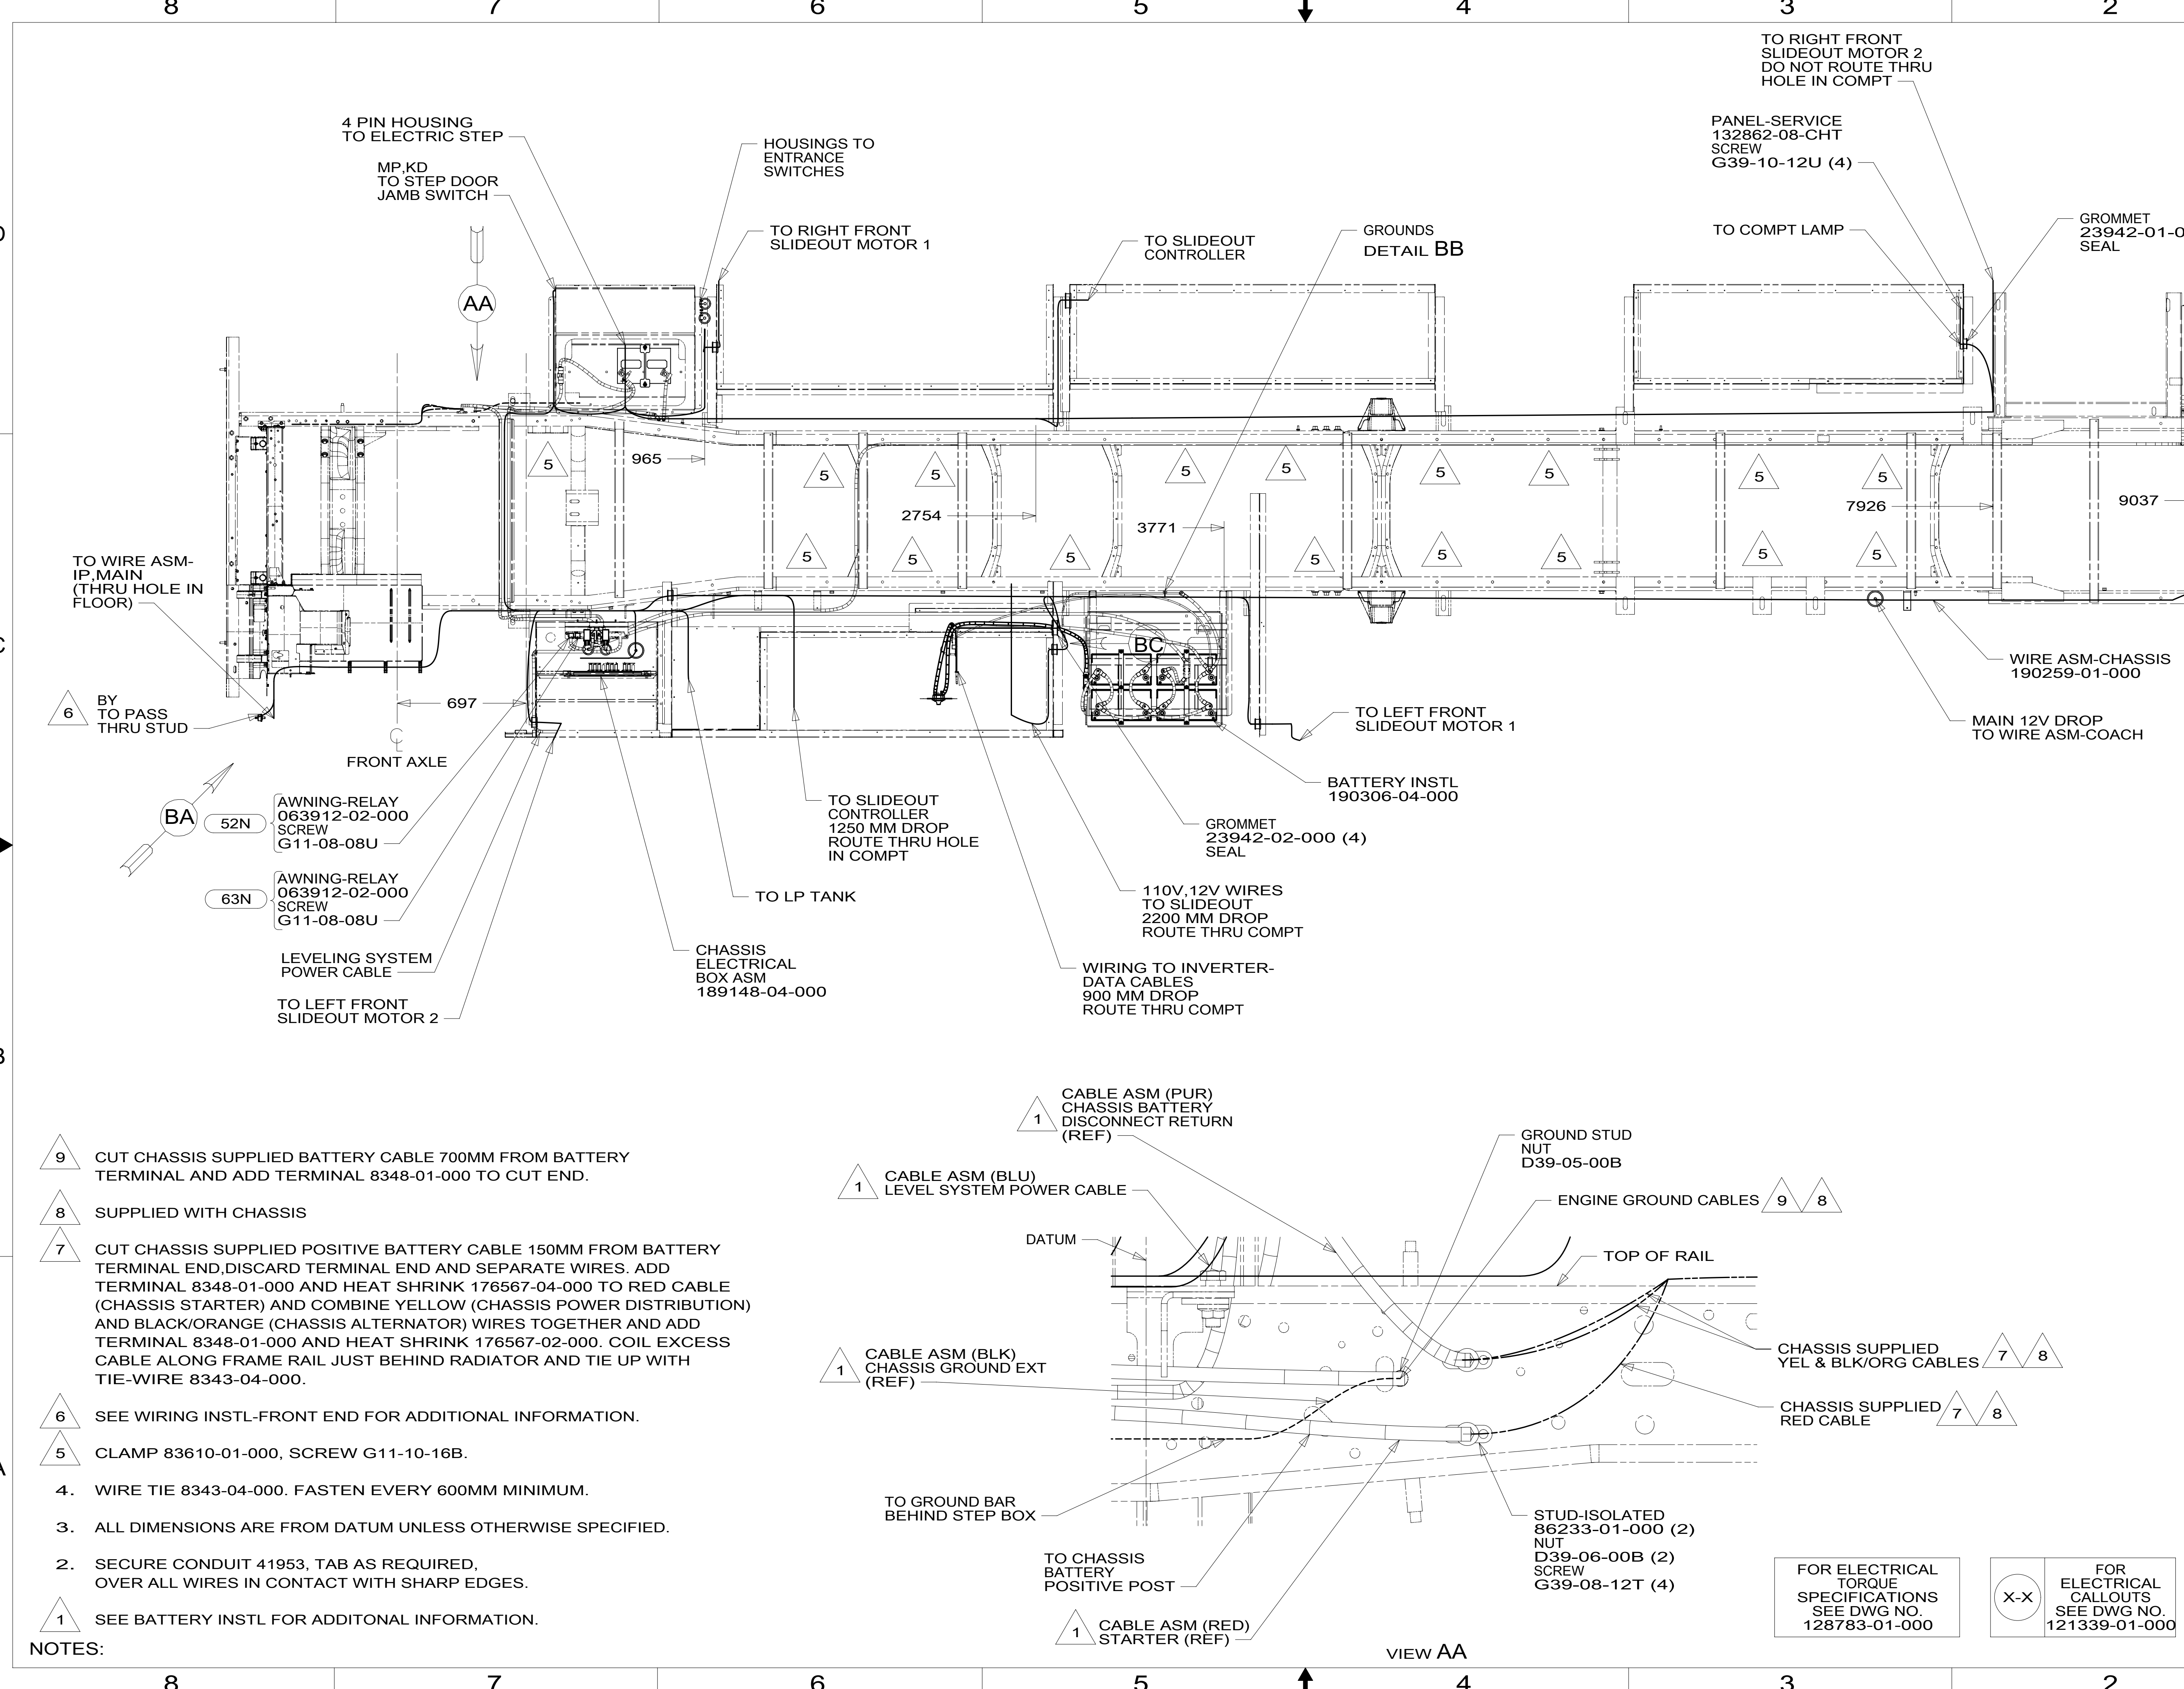 8 7 6 5 4 3 2
TO RIGHT FRONT
SLIDEOUT MOTOR 2
DO NOT ROUTE THRU
HOLE IN COMPT
4 PIN HOUSING
TO ELECTRIC STEP
MP,KD
TO STEP DOOR
JAMB SWITCH
HOUSINGS TO
ENTRANCE
SWITCHES
PANEL-SERVICE
132862-08-CHT
SCREW
G39-10-12U (4)
TO RIGHT FRONT
SLIDEOUT MOTOR 1
TO SLIDEOUT
CONTROLLER
GROUNDS
DETAIL BB
TO COMPT LAMP
GROMMET
23942-01-0
SEAL
AA
5
965
5
5
5
5
5
5
5
5
2754
3771
7926
9037
5
5
5
5
5
5
5
5
TO WIRE ASM-
IP,MAIN
(THRU HOLE IN
FLOOR)
6
BY
TO PASS
THRU STUD
697
FRONT AXLE
BC
WIRE ASM-CHASSIS
190259-01-000
MAIN 12V DROP
TO WIRE ASM-COACH
TO LEFT FRONT
SLIDEOUT MOTOR 1
BATTERY INSTL
190306-04-000
BA
52N
AWNING-RELAY
063912-02-000
SCREW
G11-08-08U
63N
AWNING-RELAY
063912-02-000
SCREW
G11-08-08U
TO SLIDEOUT
CONTROLLER
1250 MM DROP
ROUTE THRU HOLE
IN COMPT
GROMMET
23942-02-000 (4)
SEAL
TO LP TANK
110V,12V WIRES
TO SLIDEOUT
2200 MM DROP
ROUTE THRU COMPT
LEVELING SYSTEM
POWER CABLE
CHASSIS
ELECTRICAL
BOX ASM
189148-04-000
WIRING TO INVERTER-
DATA CABLES
900 MM DROP
ROUTE THRU COMPT
TO LEFT FRONT
SLIDEOUT MOTOR 2
9 CUT CHASSIS SUPPLIED BATTERY CABLE 700MM FROM BATTERY
TERMINAL AND ADD TERMINAL 8348-01-000 TO CUT END.
8 SUPPLIED WITH CHASSIS
7 CUT CHASSIS SUPPLIED POSITIVE BATTERY CABLE 150MM FROM BATTERY
TERMINAL END,DISCARD TERMINAL END AND SEPARATE WIRES. ADD
TERMINAL 8348-01-000 AND HEAT SHRINK 176567-04-000 TO RED CABLE
(CHASSIS STARTER) AND COMBINE YELLOW (CHASSIS POWER DISTRIBUTION)
AND BLACK/ORANGE (CHASSIS ALTERNATOR) WIRES TOGETHER AND ADD
TERMINAL 8348-01-000 AND HEAT SHRINK 176567-02-000. COIL EXCESS
CABLE ALONG FRAME RAIL JUST BEHIND RADIATOR AND TIE UP WITH
TIE-WIRE 8343-04-000.
6 SEE WIRING INSTL-FRONT END FOR ADDITIONAL INFORMATION.
5 CLAMP 83610-01-000, SCREW G11-10-16B.
4. WIRE TIE 8343-04-000. FASTEN EVERY 600MM MINIMUM.
3. ALL DIMENSIONS ARE FROM DATUM UNLESS OTHERWISE SPECIFIED.
2. SECURE CONDUIT 41953, TAB AS REQUIRED,
OVER ALL WIRES IN CONTACT WITH SHARP EDGES.
1 SEE BATTERY INSTL FOR ADDITONAL INFORMATION.
NOTES:
1
CABLE ASM (PUR)
CHASSIS BATTERY
DISCONNECT RETURN
(REF)
1
CABLE ASM (BLU)
LEVEL SYSTEM POWER CABLE
GROUND STUD
NUT
D39-05-00B
ENGINE GROUND CABLES 9 8
DATUM
TOP OF RAIL
1
CABLE ASM (BLK)
CHASSIS GROUND EXT
(REF)
CHASSIS SUPPLIED
YEL & BLK/ORG CABLES 7 8
CHASSIS SUPPLIED
RED CABLE 7 8
TO GROUND BAR
BEHIND STEP BOX
TO CHASSIS
BATTERY
POSITIVE POST
1
CABLE ASM (RED)
STARTER (REF)
STUD-ISOLATED
86233-01-000 (2)
NUT
D39-06-00B (2)
SCREW
G39-08-12T (4)
VIEW AA
FOR ELECTRICAL
TORQUE
SPECIFICATIONS
SEE DWG NO.
128783-01-000
X-X
FOR
ELECTRICAL
CALLOUTS
SEE DWG NO.
121339-01-000
8 7 6 5 4 3 2